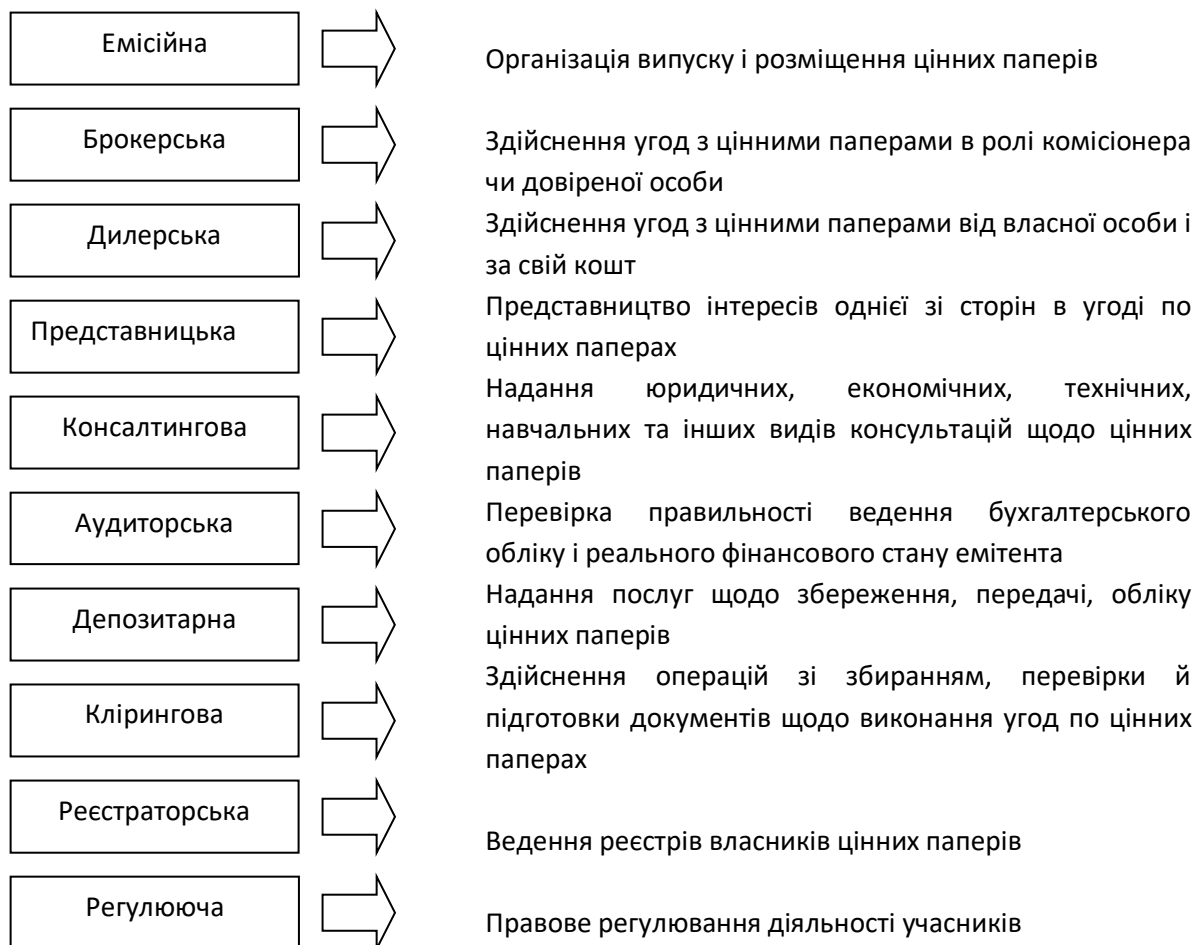 Емісійна
Організація випуску і розміщення цінних паперів
Брокерська
Здійснення угод з цінними паперами в ролі комісіонера
чи довіреної особи
Дилерська
Здійснення угод з цінними паперами від власної особи і
за свій кошт
Представницька
Представництво інтересів однієї зі сторін в угоді по
цінних паперах
Консалтингова
Надання юридичних, економічних, технічних,
навчальних та інших видів консультацій щодо цінних
паперів
Аудиторська
Перевірка правильності ведення бухгалтерського
обліку і реального фінансового стану емітента
Депозитарна
Надання послуг щодо збереження, передачі, обліку
цінних паперів
Клірингова
Здійснення операцій зі збиранням, перевірки й
підготовки документів щодо виконання угод по цінних
паперах
Реєстраторська
Ведення реєстрів власників цінних паперів
Регулююча
Правове регулювання діяльності учасників